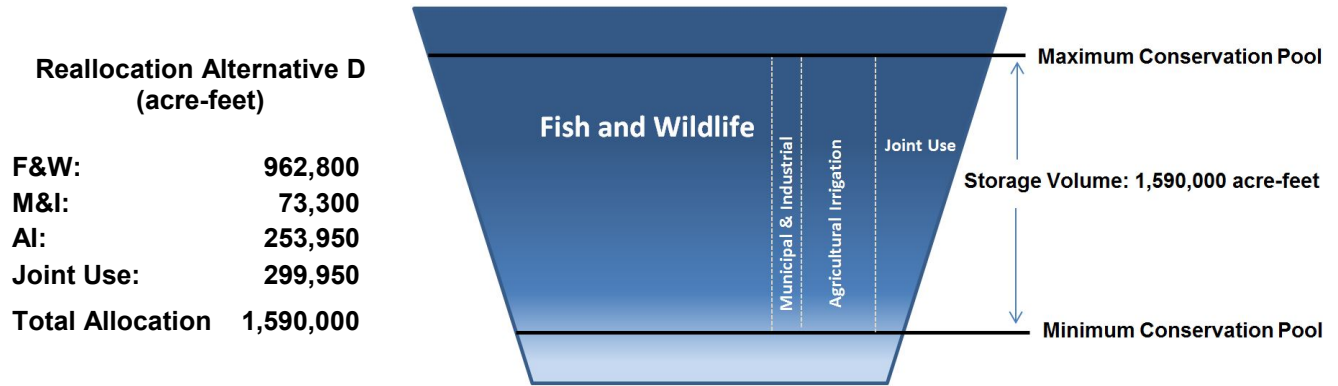 Reallocation Alternative D
(acre-feet)
F&W: 962,800
M&I: 73,300
AI: 253,950
Joint Use: 299,950
Total Allocation 1,590,000
Fish and Wildlife
Municipal & Industrial
Agricultural Irrigation
Joint Use
Maximum Conservation Pool
Storage Volume: 1,590,000 acre-feet
Minimum Conservation Pool